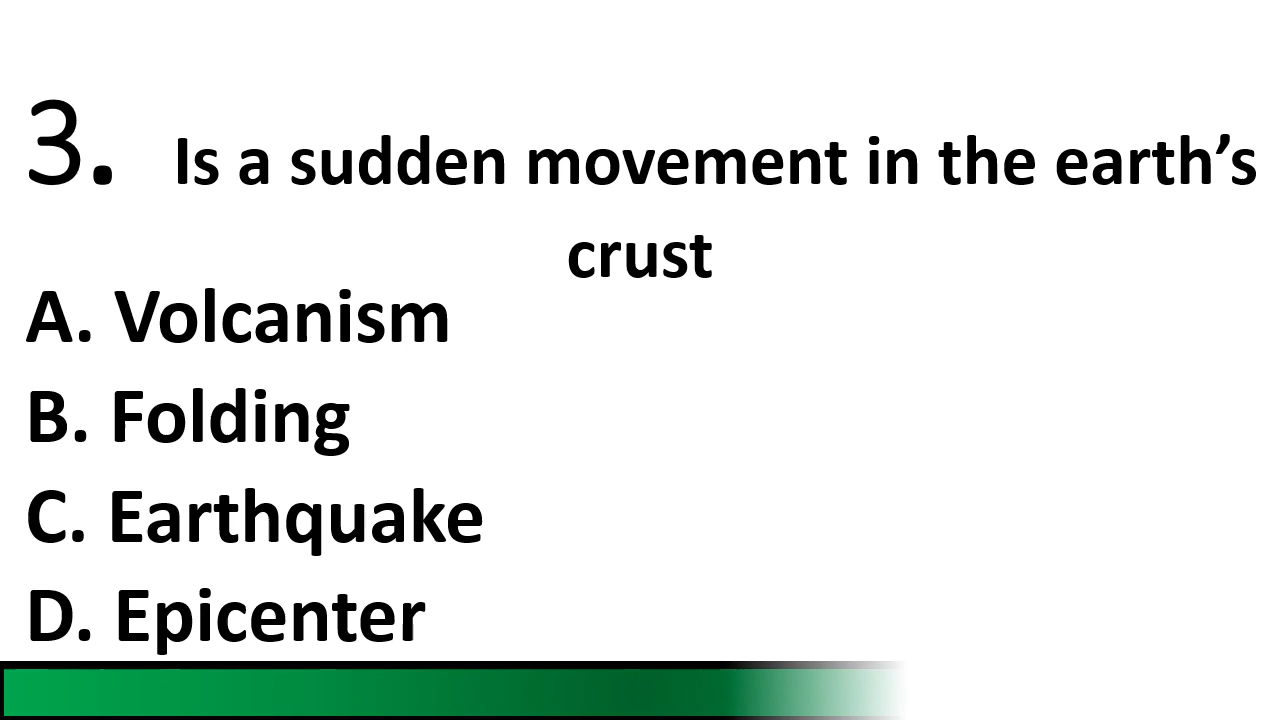 3. Is a sudden movement in the earth’s
crust
A. Volcanism
B. Folding
C. Earthquake
D. Epicenter